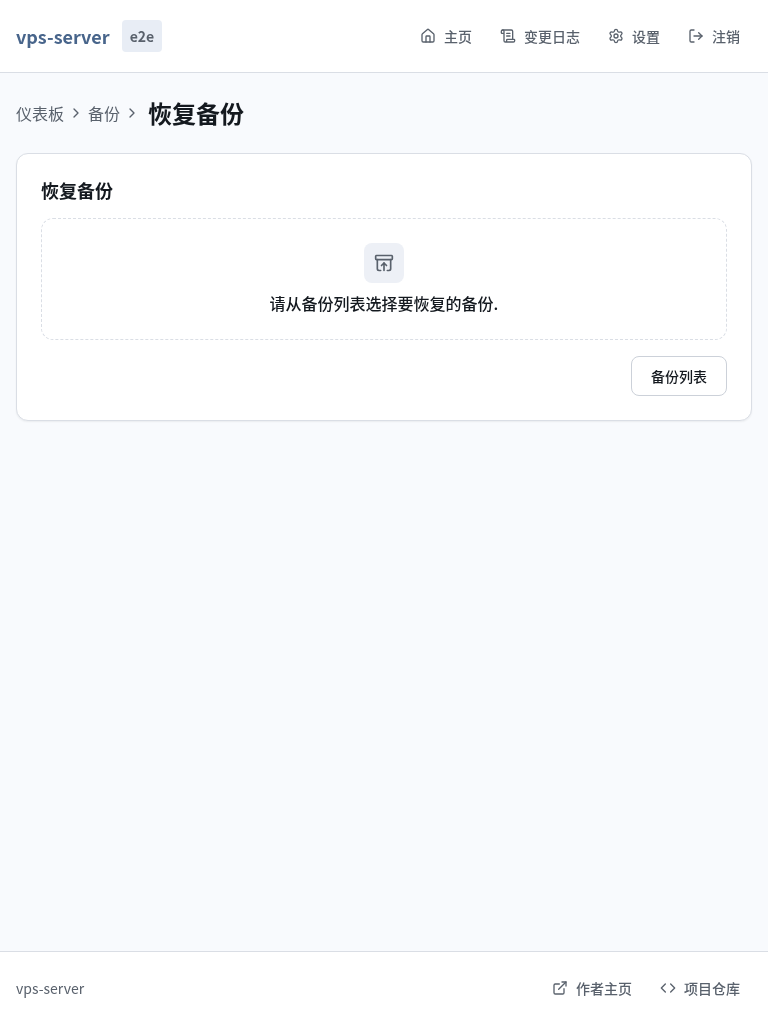 vps-server e2e 主页 变更日志 设置 注销
仪表板 备份 恢复备份
恢复备份
请从备份列表选择要恢复的备份.
备份列表
vps-server 作者主页 项目仓库